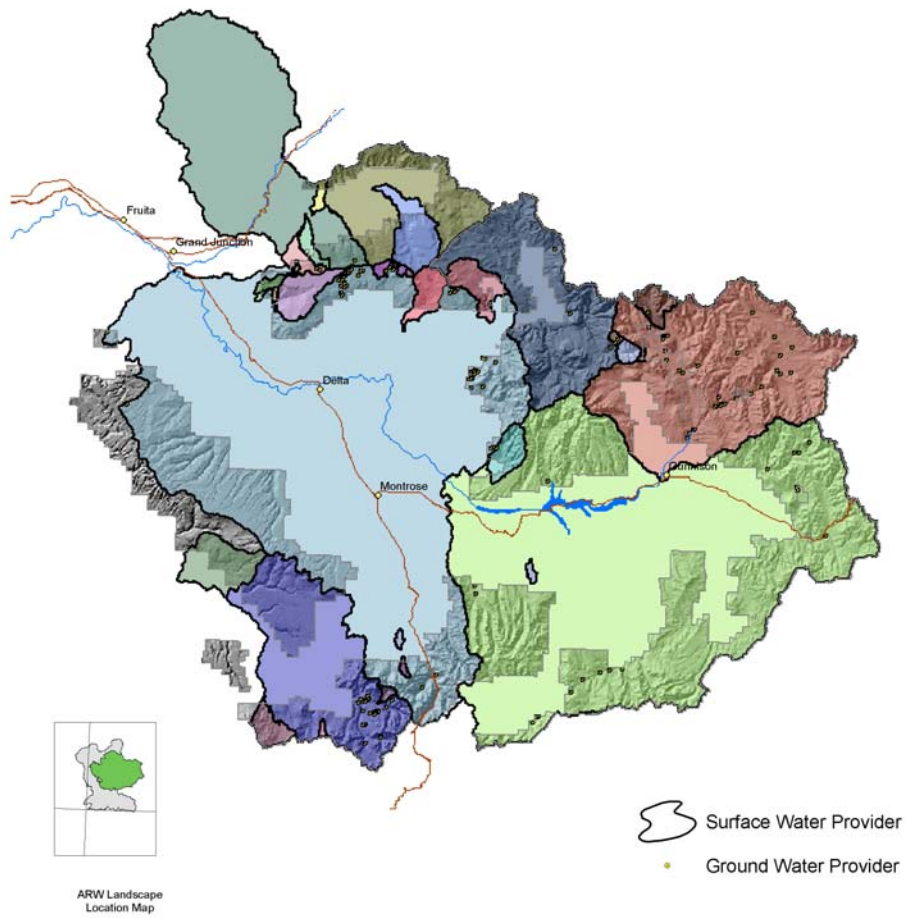 Fruita
Grand Junction
Delta
Gunnison
Montrose
Surface Water Provider
Ground Water Provider
ARW Landscape
Location Map